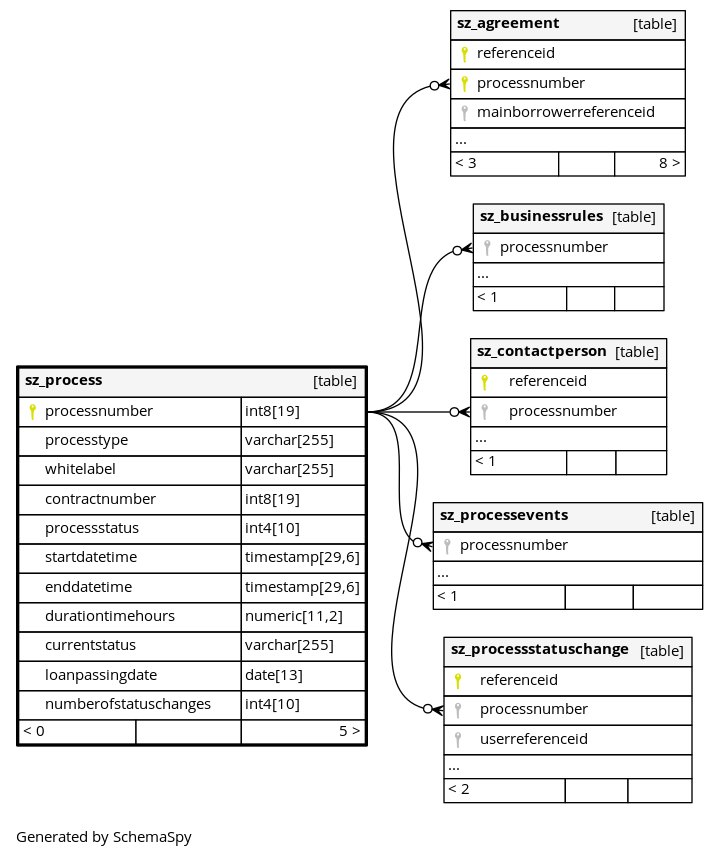 sz_agreement [table]
referenceid
processnumber
mainborrowerreferenceid
...
< 3 8 >
sz_businessrules [table]
processnumber
...
< 1
sz_contactperson [table]
referenceid
processnumber
...
< 1
sz_process [table]
processnumber int8[19]
processtype varchar[255]
whitelabel varchar[255]
contractnumber int8[19]
processstatus int4[10]
startdatetime timestamp[29,6]
enddatetime timestamp[29,6]
durationtimehours numeric[11,2]
currentstatus varchar[255]
loanpassingdate date[13]
numberofstatuschanges int4[10]
< 0 5 >
sz_processevents [table]
processnumber
...
< 1
sz_processstatuschange [table]
referenceid
processnumber
userreferenceid
...
< 2
Generated by SchemaSpy